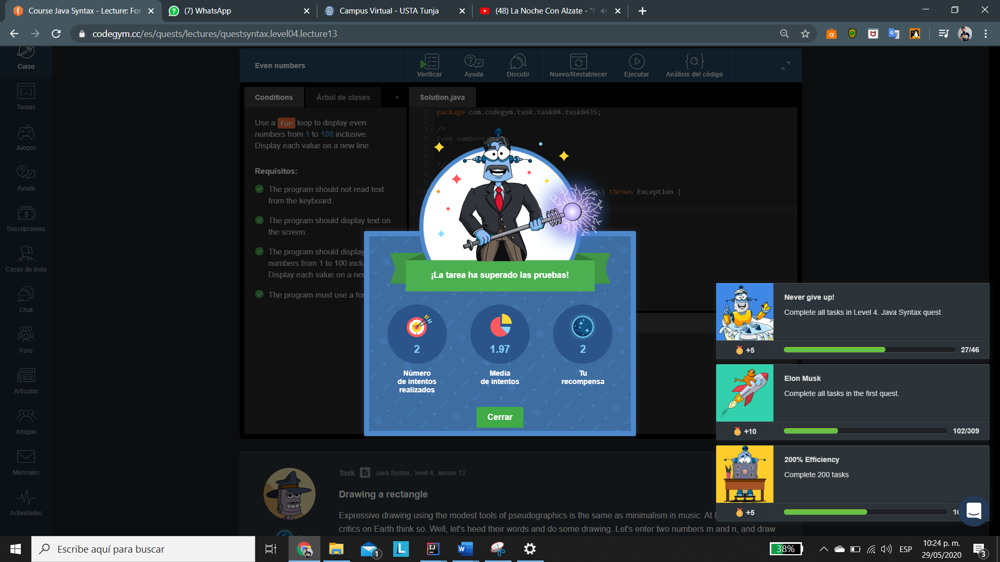 Course Java Syntax - Lecture: For
(7) WhatsApp
Campus Virtual - USTA Tunja
(48) La Noche Con Alzate - "
codegym.cc/es/quests/lectures/questsyntax.level04.lecture13
Curso
Tareas
Juegos
Ayuda
Suscripciones
Casos de éxito
Chat
Foro
Artículos
Amigos
Mensajes
Actividades
Even numbers
Verificar
Ayuda
Discutir
Nuevo/Restablecer
Ejecutar
Análisis del código
Conditions
Árbol de clases
Solution.java
Use a for loop to display even
numbers from 1 to 100 inclusive.
Display each value on a new line.
Requisitos:
The program should not read text
from the keyboard.
The program should display text on
the screen.
The program should display
numbers from 1 to 100 inclu
Display each value on a new
The program must use a for
1 package com.codegym.task.task04.task0435;
2
3 /*
4 Even numbers
5
6
7 */
8
9
throws Exception {
¡La tarea ha superado las pruebas!
2
Número
de intentos
realizados
1.97
Media
de intentos
2
Tu
recompensa
Cerrar
Never give up!
Complete all tasks in Level 4. Java Syntax quest
+5
27/46
Elon Musk
Complete all tasks in the first quest.
+10
102/309
200% Efficiency
Complete 200 tasks
+5
Task Java Syntax, level 4, lesson 13
Drawing a rectangle
Expressive drawing using the modest tools of pseudographics is the same as minimalism in music. At
critics on Earth think so. Well, let's heed their words and do some drawing. Let's enter two numbers m and n, and draw
Escribe aquí para buscar
1
38%
ESP
10:24 p. m.
29/05/2020
3